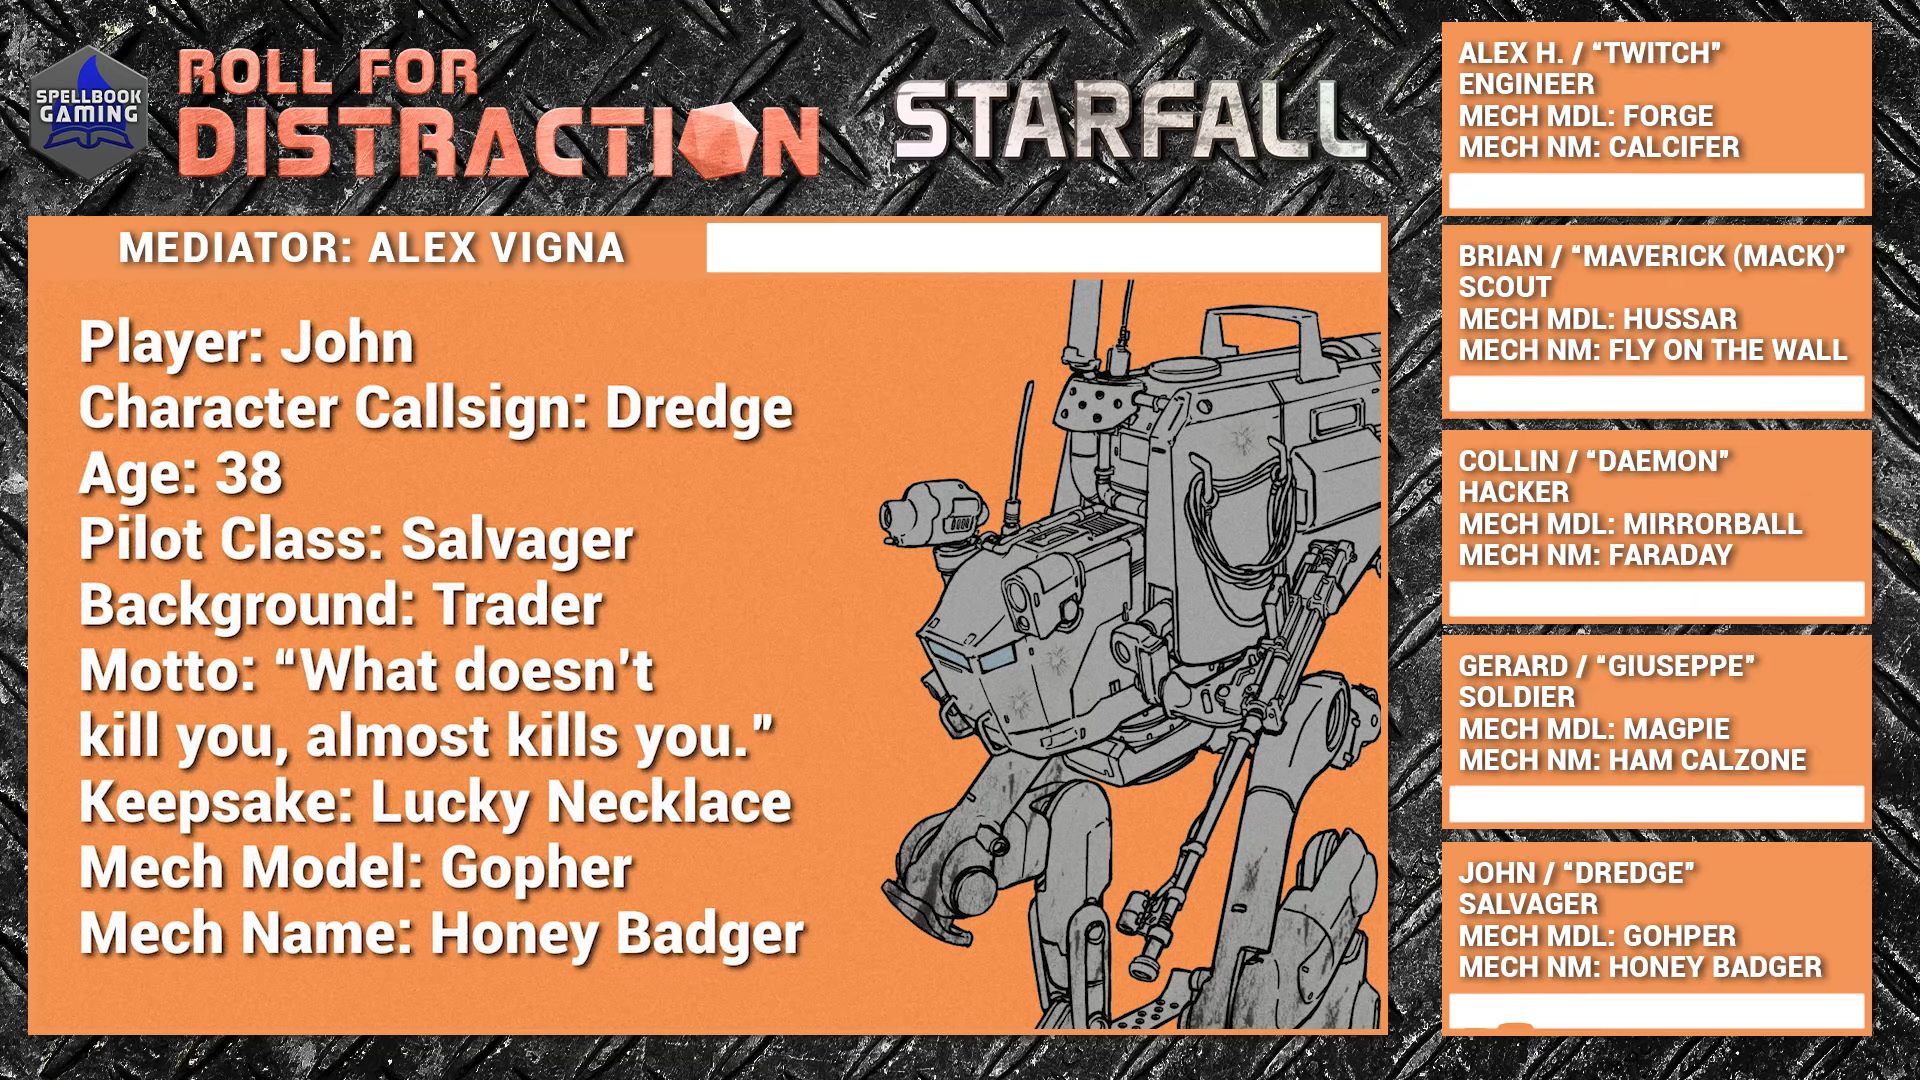 SPELLBOOK
GAMING
ROLL FOR
DISTRACTION
STARFALL
MEDIATOR: ALEX VIGNA
Player: John
Character Callsign: Dredge
Age: 38
Pilot Class: Salvager
Background: Trader
Motto: “What doesn’t
kill you, almost kills you.”
Keepsake: Lucky Necklace
Mech Model: Gopher
Mech Name: Honey Badger
ALEX H. / “TWITCH”
ENGINEER
MECH MDL: FORGE
MECH NM: CALCIFER
BRIAN / “MAVERICK (MACK)”
SCOUT
MECH MDL: HUSSAR
MECH NM: FLY ON THE WALL
COLLIN / “DAEMON”
HACKER
MECH MDL: MIRRORBALL
MECH NM: FARADAY
GERARD / “GIUSEPPE”
SOLDIER
MECH MDL: MAGPIE
MECH NM: HAM CALZONE
JOHN / “DREDGE”
SALVAGER
MECH MDL: GOHPER
MECH NM: HONEY BADGER